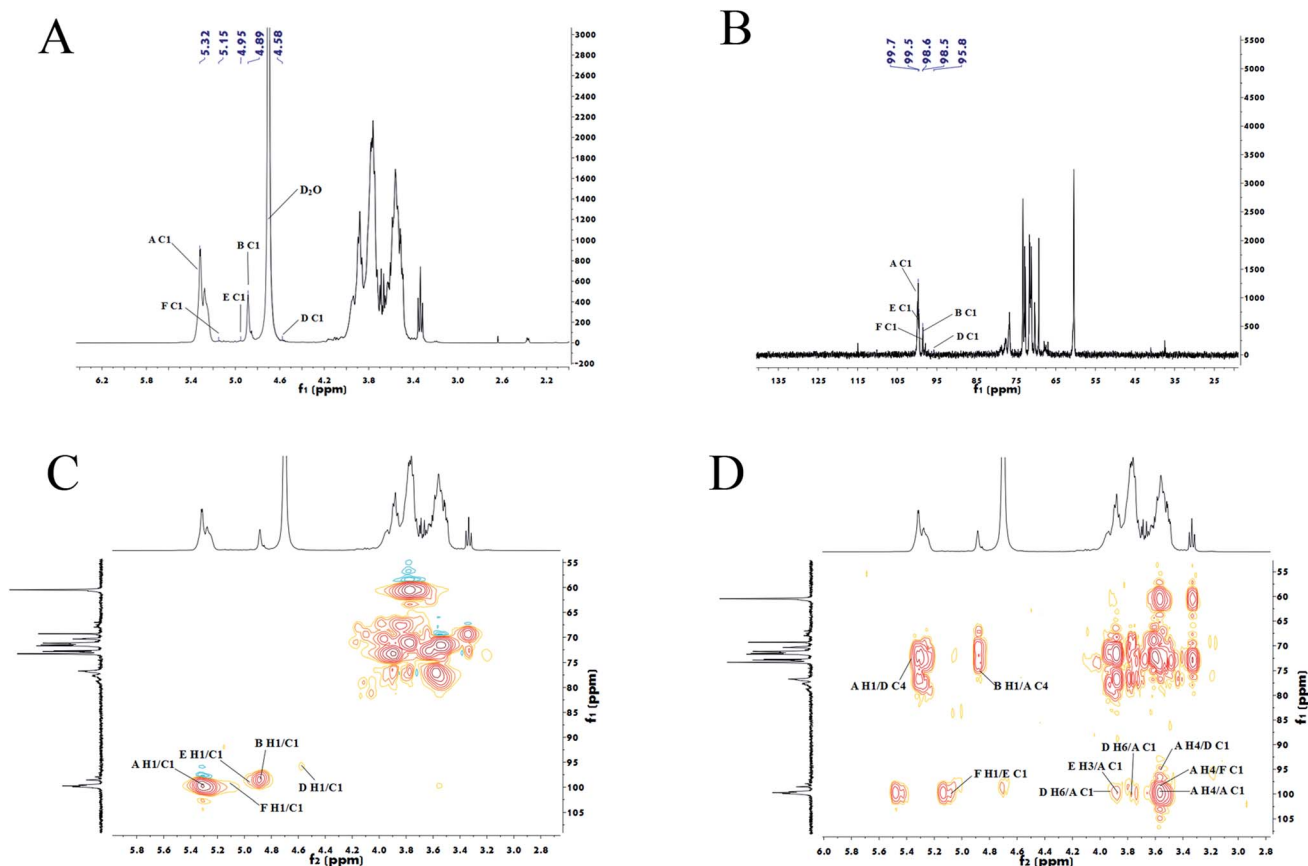 A
5.32
5.15
4.95
4.89
4.58
3000
2800
2600
2400
2200
2000
1800
1600
1400
1200
1000
800
600
400
200
0
-200
D₂O
A C1
B C1
F C1
E C1
D C1
6.2 5.8 5.4 5.0 4.6 4.2 3.8 3.4 3.0 2.6 2.2
f1 (ppm)
B
99.7
99.5
98.6
98.5
95.8
5500
5000
4500
4000
3500
3000
2500
2000
1500
1000
500
0
A C1
E C1
B C1
F C1
D C1
135 125 115 105 95 85 75 65 55 45 35 25
f1 (ppm)
C
55
60
65
70
75
80
85
90
95
100
105
f1 (ppm)
E H1/C1
B H1/C1
A H1/C1
D H1/C1
F H1/C1
5.8 5.6 5.4 5.2 5.0 4.8 4.6 4.4 4.2 4.0 3.8 3.6 3.4 3.2 3.0 2.8
f2 (ppm)
D
55
60
65
70
75
80
85
90
95
100
105
f1 (ppm)
A H1/D C4
B H1/A C4
D H6/A C1
A H4/D C1
E H3/A C1
A H4/F C1
F H1/E C1
D H6/A C1
A H4/A C1
6.0 5.8 5.6 5.4 5.2 5.0 4.8 4.6 4.4 4.2 4.0 3.8 3.6 3.4 3.2 3.0 2.8
f2 (ppm)